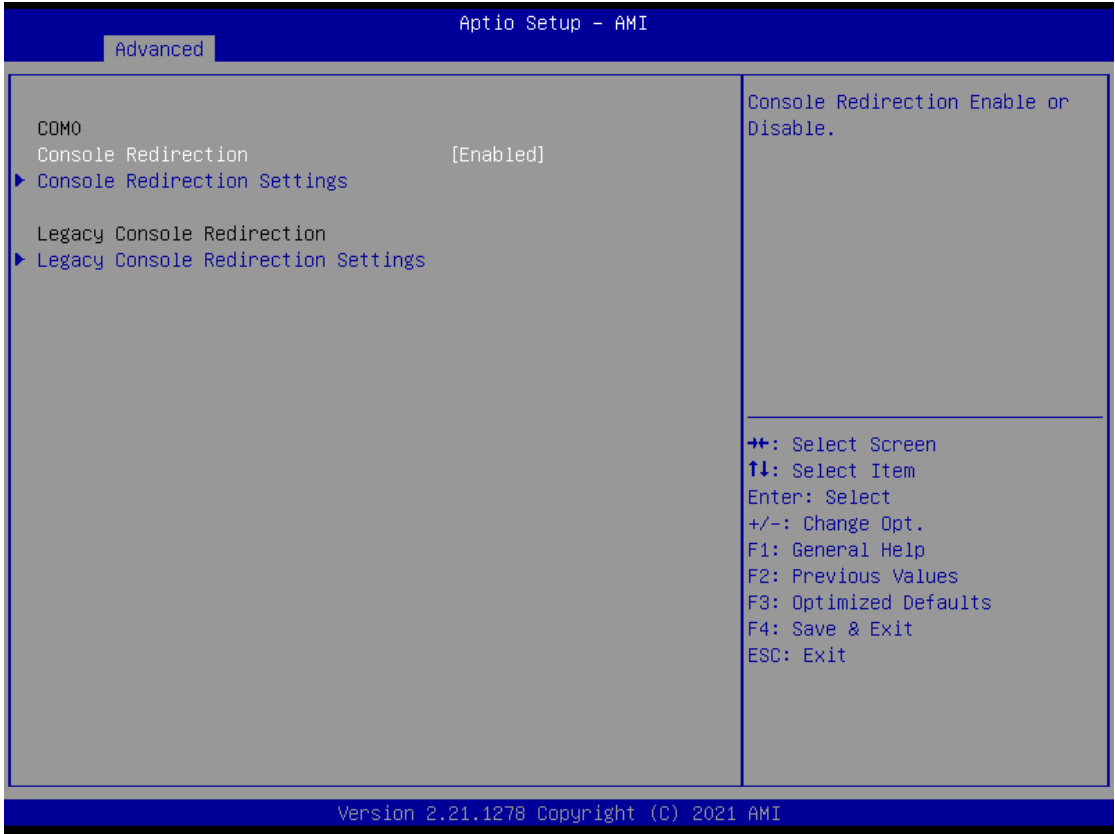 Aptio Setup – AMI
Advanced
COM0
Console Redirection [Enabled]
Console Redirection Settings
Legacy Console Redirection
Legacy Console Redirection Settings
Console Redirection Enable or
Disable.
→←: Select Screen
↑↓: Select Item
Enter: Select
+/-: Change Opt.
F1: General Help
F2: Previous Values
F3: Optimized Defaults
F4: Save & Exit
ESC: Exit
Version 2.21.1278 Copyright (C) 2021 AMI